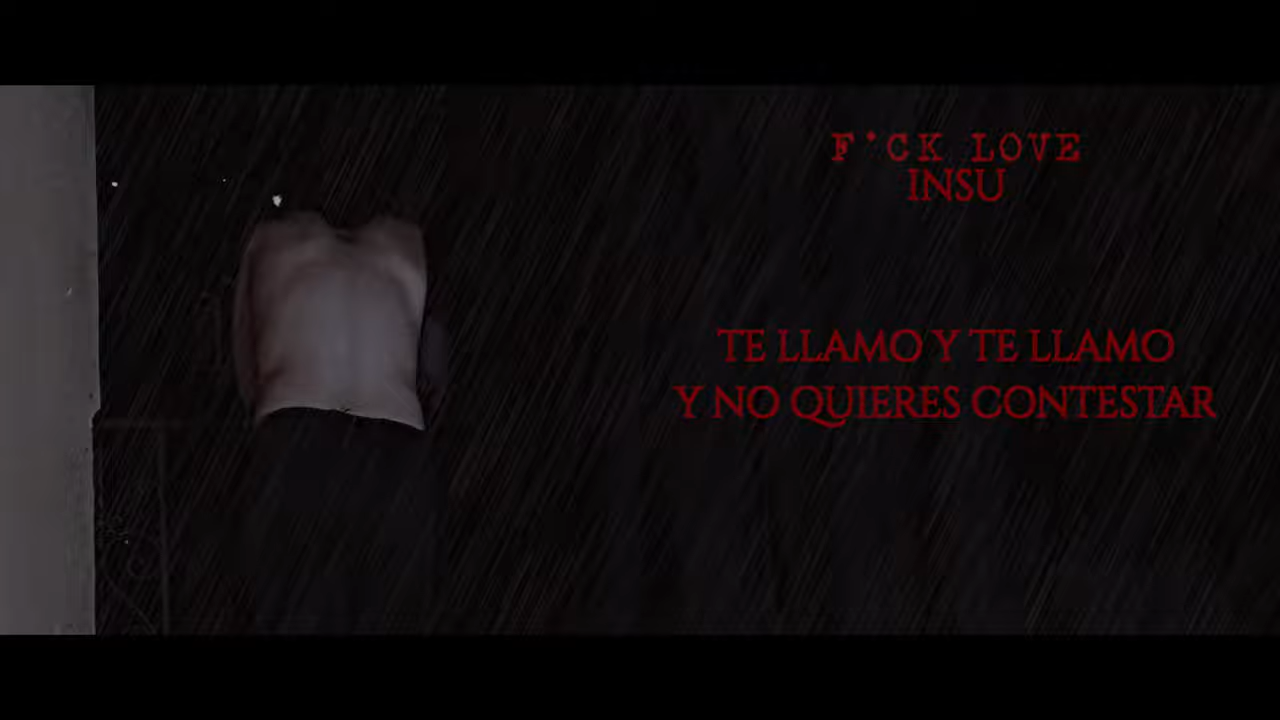 F*CK LOVE
INSU
TE LLAMO Y TE LLAMO
Y NO QUIERES CONTESTAR